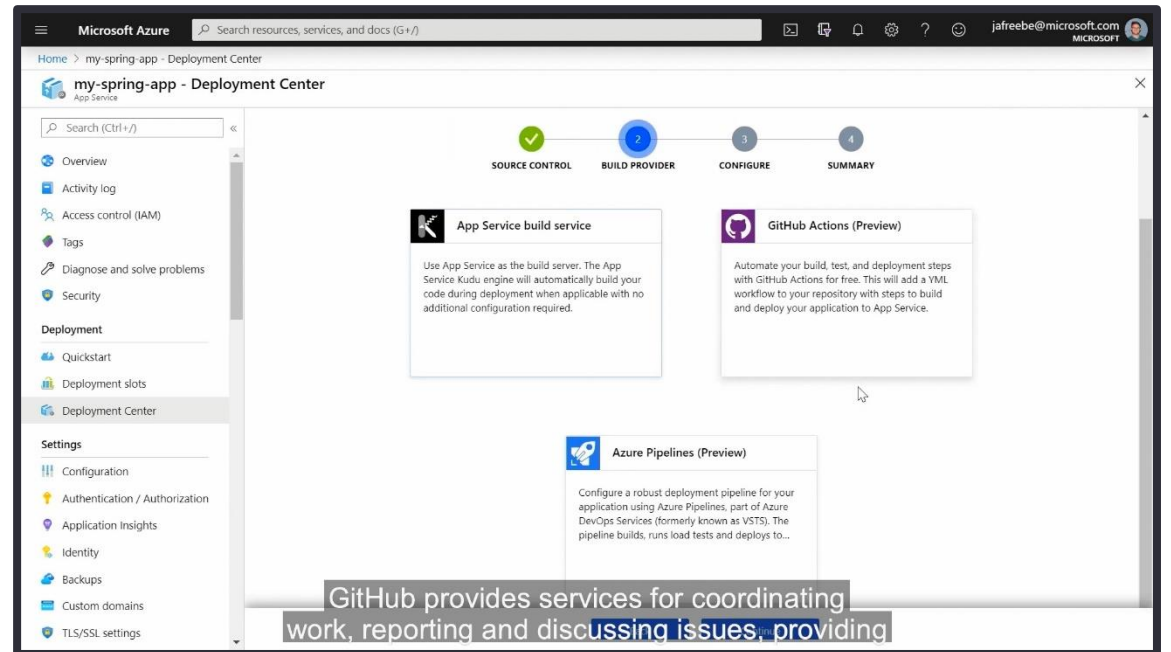 Microsoft Azure
Search resources, services, and docs (G+/)
jafreebe@microsoft.com
MICROSOFT
Home > my-spring-app - Deployment Center
my-spring-app - Deployment Center
App Service
Search (Ctrl+/)
Overview
Activity log
Access control (IAM)
Tags
Diagnose and solve problems
Security
Deployment
Quickstart
Deployment slots
Deployment Center
Settings
Configuration
Authentication / Authorization
Application Insights
Identity
Backups
Custom domains
TLS/SSL settings
2
3
4
SOURCE CONTROL
BUILD PROVIDER
CONFIGURE
SUMMARY
App Service build service
Use App Service as the build server. The App
Service Kudu engine will automatically build your
code during deployment when applicable with no
additional configuration required.
GitHub Actions (Preview)
Automate your build, test, and deployment steps
with GitHub Actions for free. This will add a YML
workflow to your repository with steps to build
and deploy your application to App Service.
Azure Pipelines (Preview)
Configure a robust deployment pipeline for your
application using Azure Pipelines, part of Azure
DevOps Services (formerly known as VSTS). The
pipeline builds, runs load tests and deploys to...
GitHub provides services for coordinating
work, reporting and discussing issues, providing